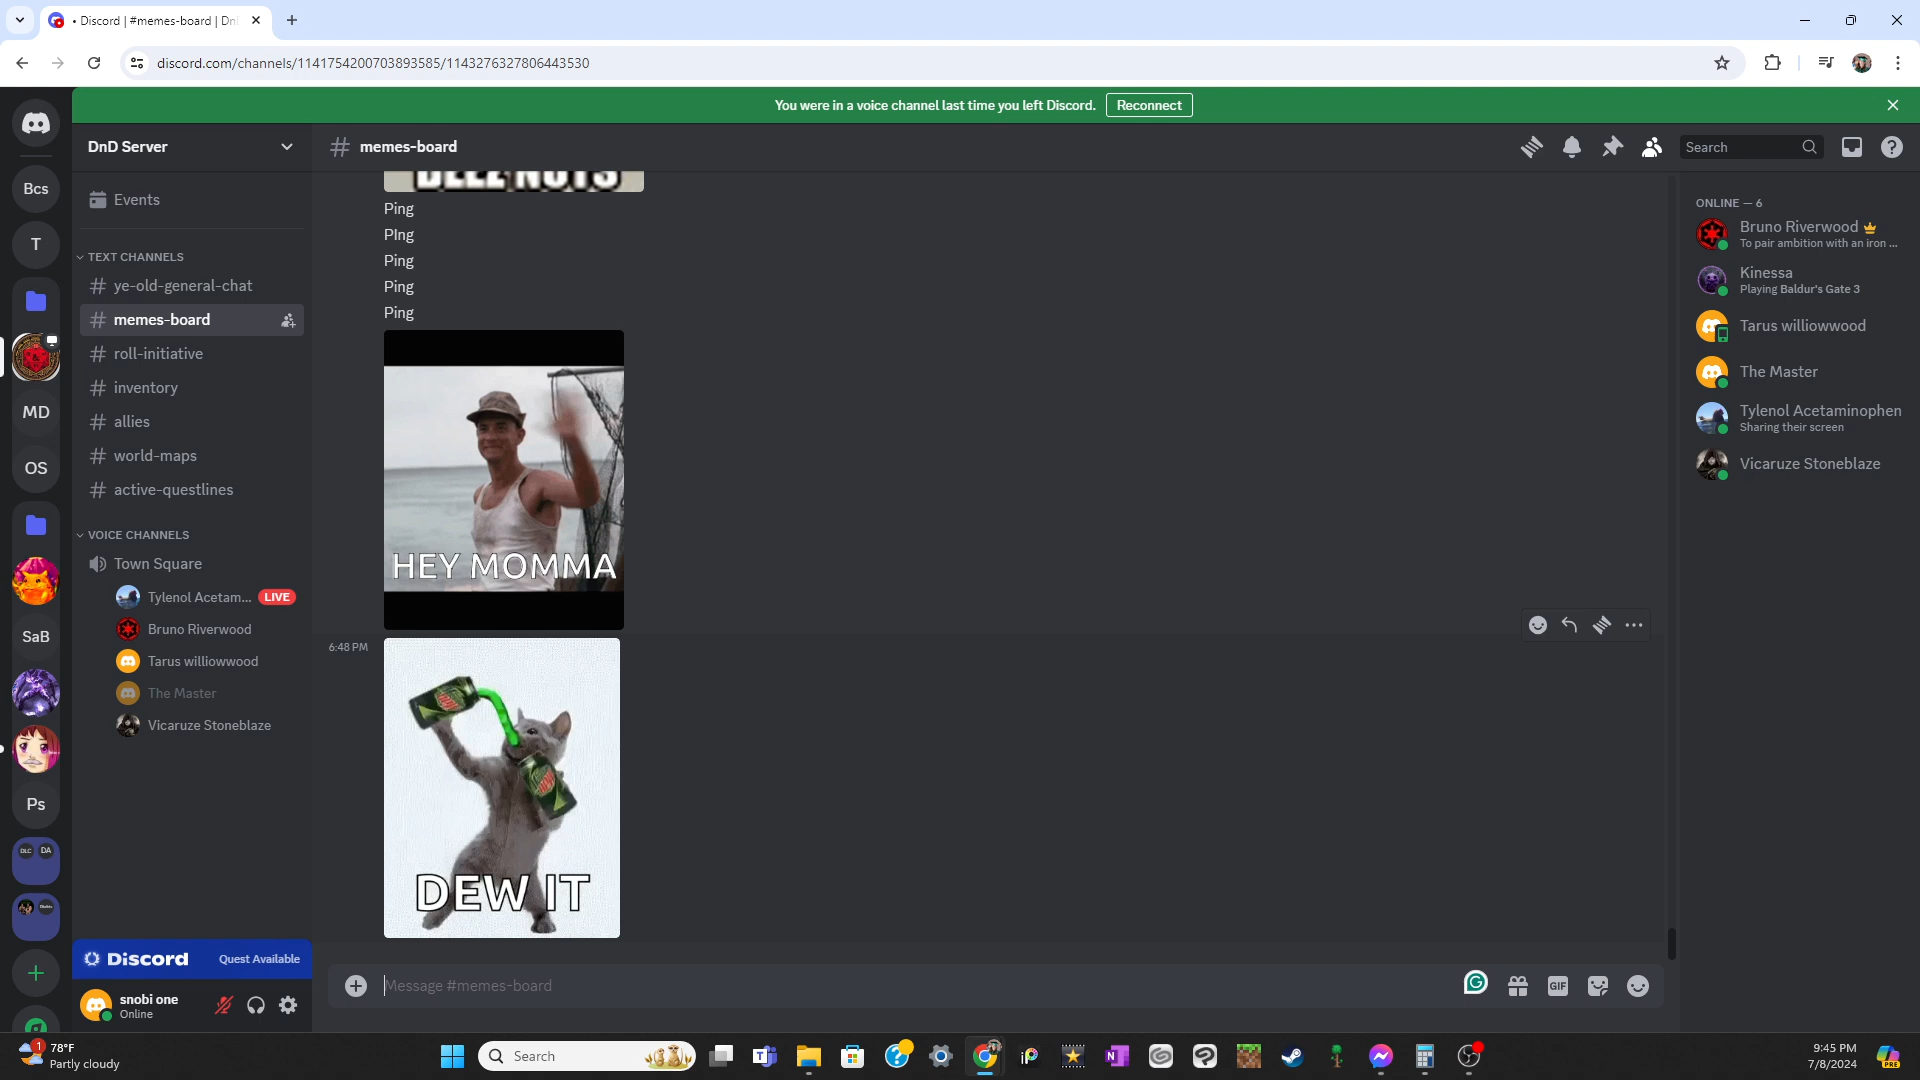 • Discord | #memes-board | Dn
discord.com/channels/1141754200703893585/1143276327806443530
You were in a voice channel last time you left Discord.
Reconnect
Bcs
T
MD
OS
SaB
Ps
DLC DA
DnD Server
Events
TEXT CHANNELS
ye-old-general-chat
memes-board
roll-initiative
inventory
allies
world-maps
active-questlines
VOICE CHANNELS
Town Square
Tylenol Acetam... LIVE
Bruno Riverwood
Tarus williowwood
The Master
Vicaruze Stoneblaze
Discord Quest Available
snobi one
Online
memes-board
Search
Ping
PIng
Ping
Ping
Ping
HEY MOMMA
6:48 PM
DEW IT
Message #memes-board
GIF
ONLINE — 6
Bruno Riverwood
To pair ambition with an iron ...
Kinessa
Playing Baldur's Gate 3
Tarus williowwood
The Master
Tylenol Acetaminophen
Sharing their screen
Vicaruze Stoneblaze
1
78°F
Partly cloudy
Search
9:45 PM
7/8/2024
PRE